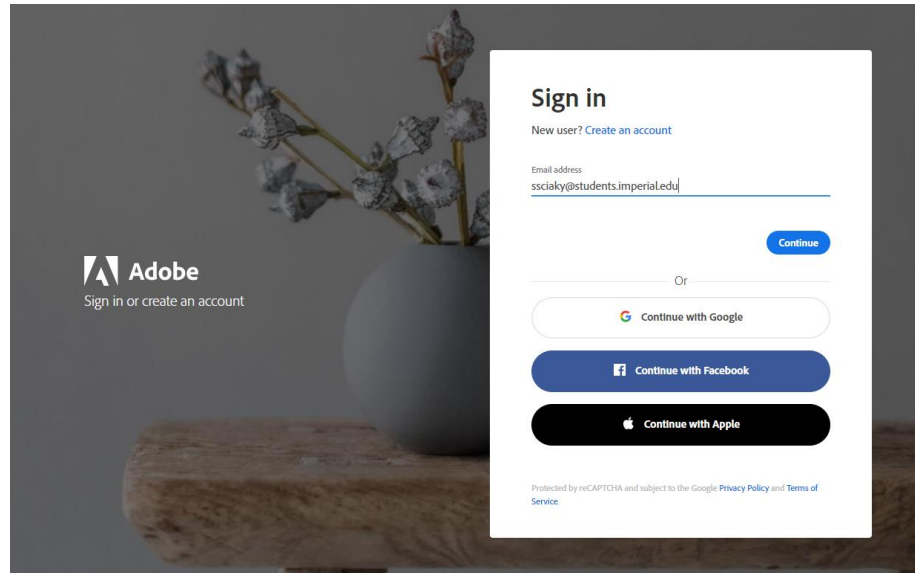 Adobe
Sign in or create an account
Sign in
New user? Create an account
Email address
ssciaky@students.imperial.edu
Continue
Or
Continue with Google
Continue with Facebook
Continue with Apple
Protected by reCAPTCHA and subject to the Google Privacy Policy and Terms of
Service